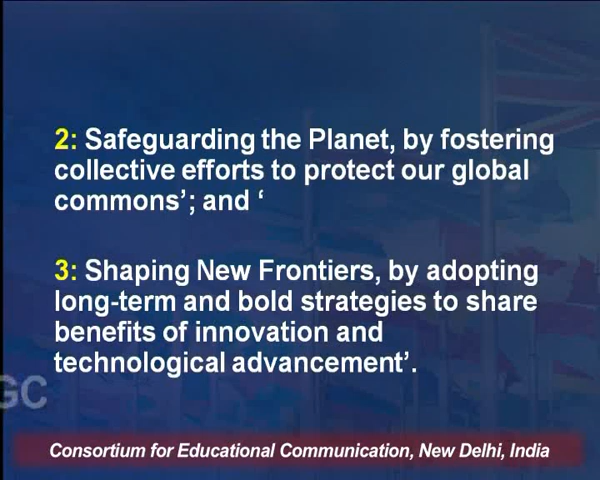 2: Safeguarding the Planet, by fostering
collective efforts to protect our global
commons’; and ‘
3: Shaping New Frontiers, by adopting
long-term and bold strategies to share
benefits of innovation and
technological advancement’.
GC
Consortium for Educational Communication, New Delhi, India